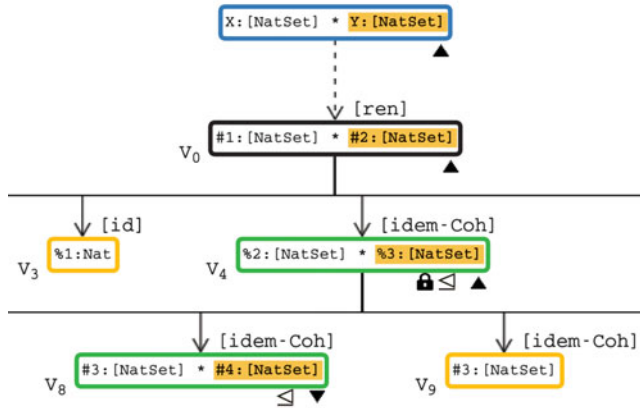 X:[NatSet] * Y:[NatSet]
[ren]
#1:[NatSet] * #2:[NatSet]
V0
[id]
[idem-Coh]
%1:Nat
%2:[NatSet] * %3:[NatSet]
V3
V4
[idem-Coh]
[idem-Coh]
#3:[NatSet] * #4:[NatSet]
#3:[NatSet]
V8
V9